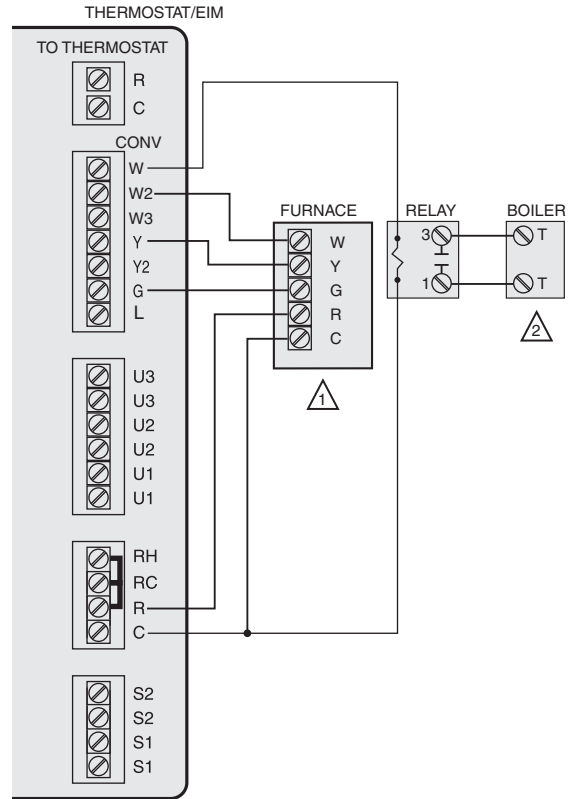 THERMOSTAT/EIM
TO THERMOSTAT
R
C
CONV
W
W2
W3
Y
Y2
G
L
FURNACE
W
Y
G
R
C
1
RELAY
3
1
BOILER
T
T
2
U3
U3
U2
U2
U1
U1
RH
RC
R
C
S2
S2
S1
S1